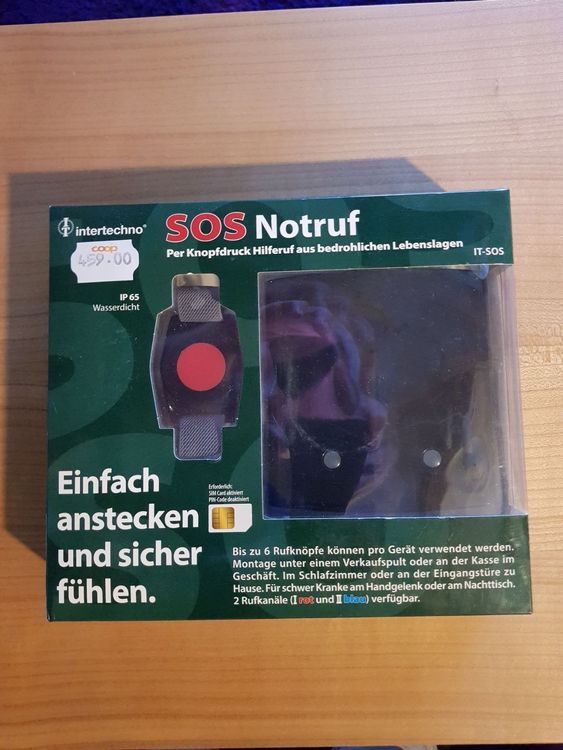 intertechno®
coop
459.00
SOS Notruf
Per Knopfdruck Hilferuf aus bedrohlichen Lebenslagen
IT-SOS
IP 65
Wasserdicht
Einfach
anstecken
und sicher
fühlen.
Erforderlich:
SIM Card aktiviert
PIN-Code deaktiviert
Bis zu 6 Rufknöpfe können pro Gerät verwendet werden.
Montage unter einem Verkaufspult oder an der Kasse im
Geschäft. Im Schlafzimmer oder an der Eingangstüre zu
Hause. Für schwer Kranke am Handgelenk oder am Nachttisch.
2 Rufkanäle (I rot und II blau) verfügbar.